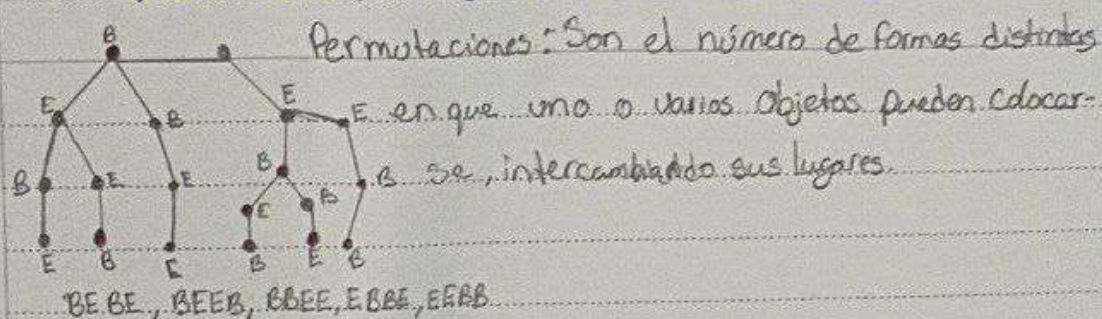 B
Permutaciones: Son el número de formas distintas
E B E E en que uno o varios objetos pueden colocar-
B E E B B se, intercambiando sus lugares.
E B
E B E B E B
BEBE, BEEB, BBEE, EBBE, EEBB